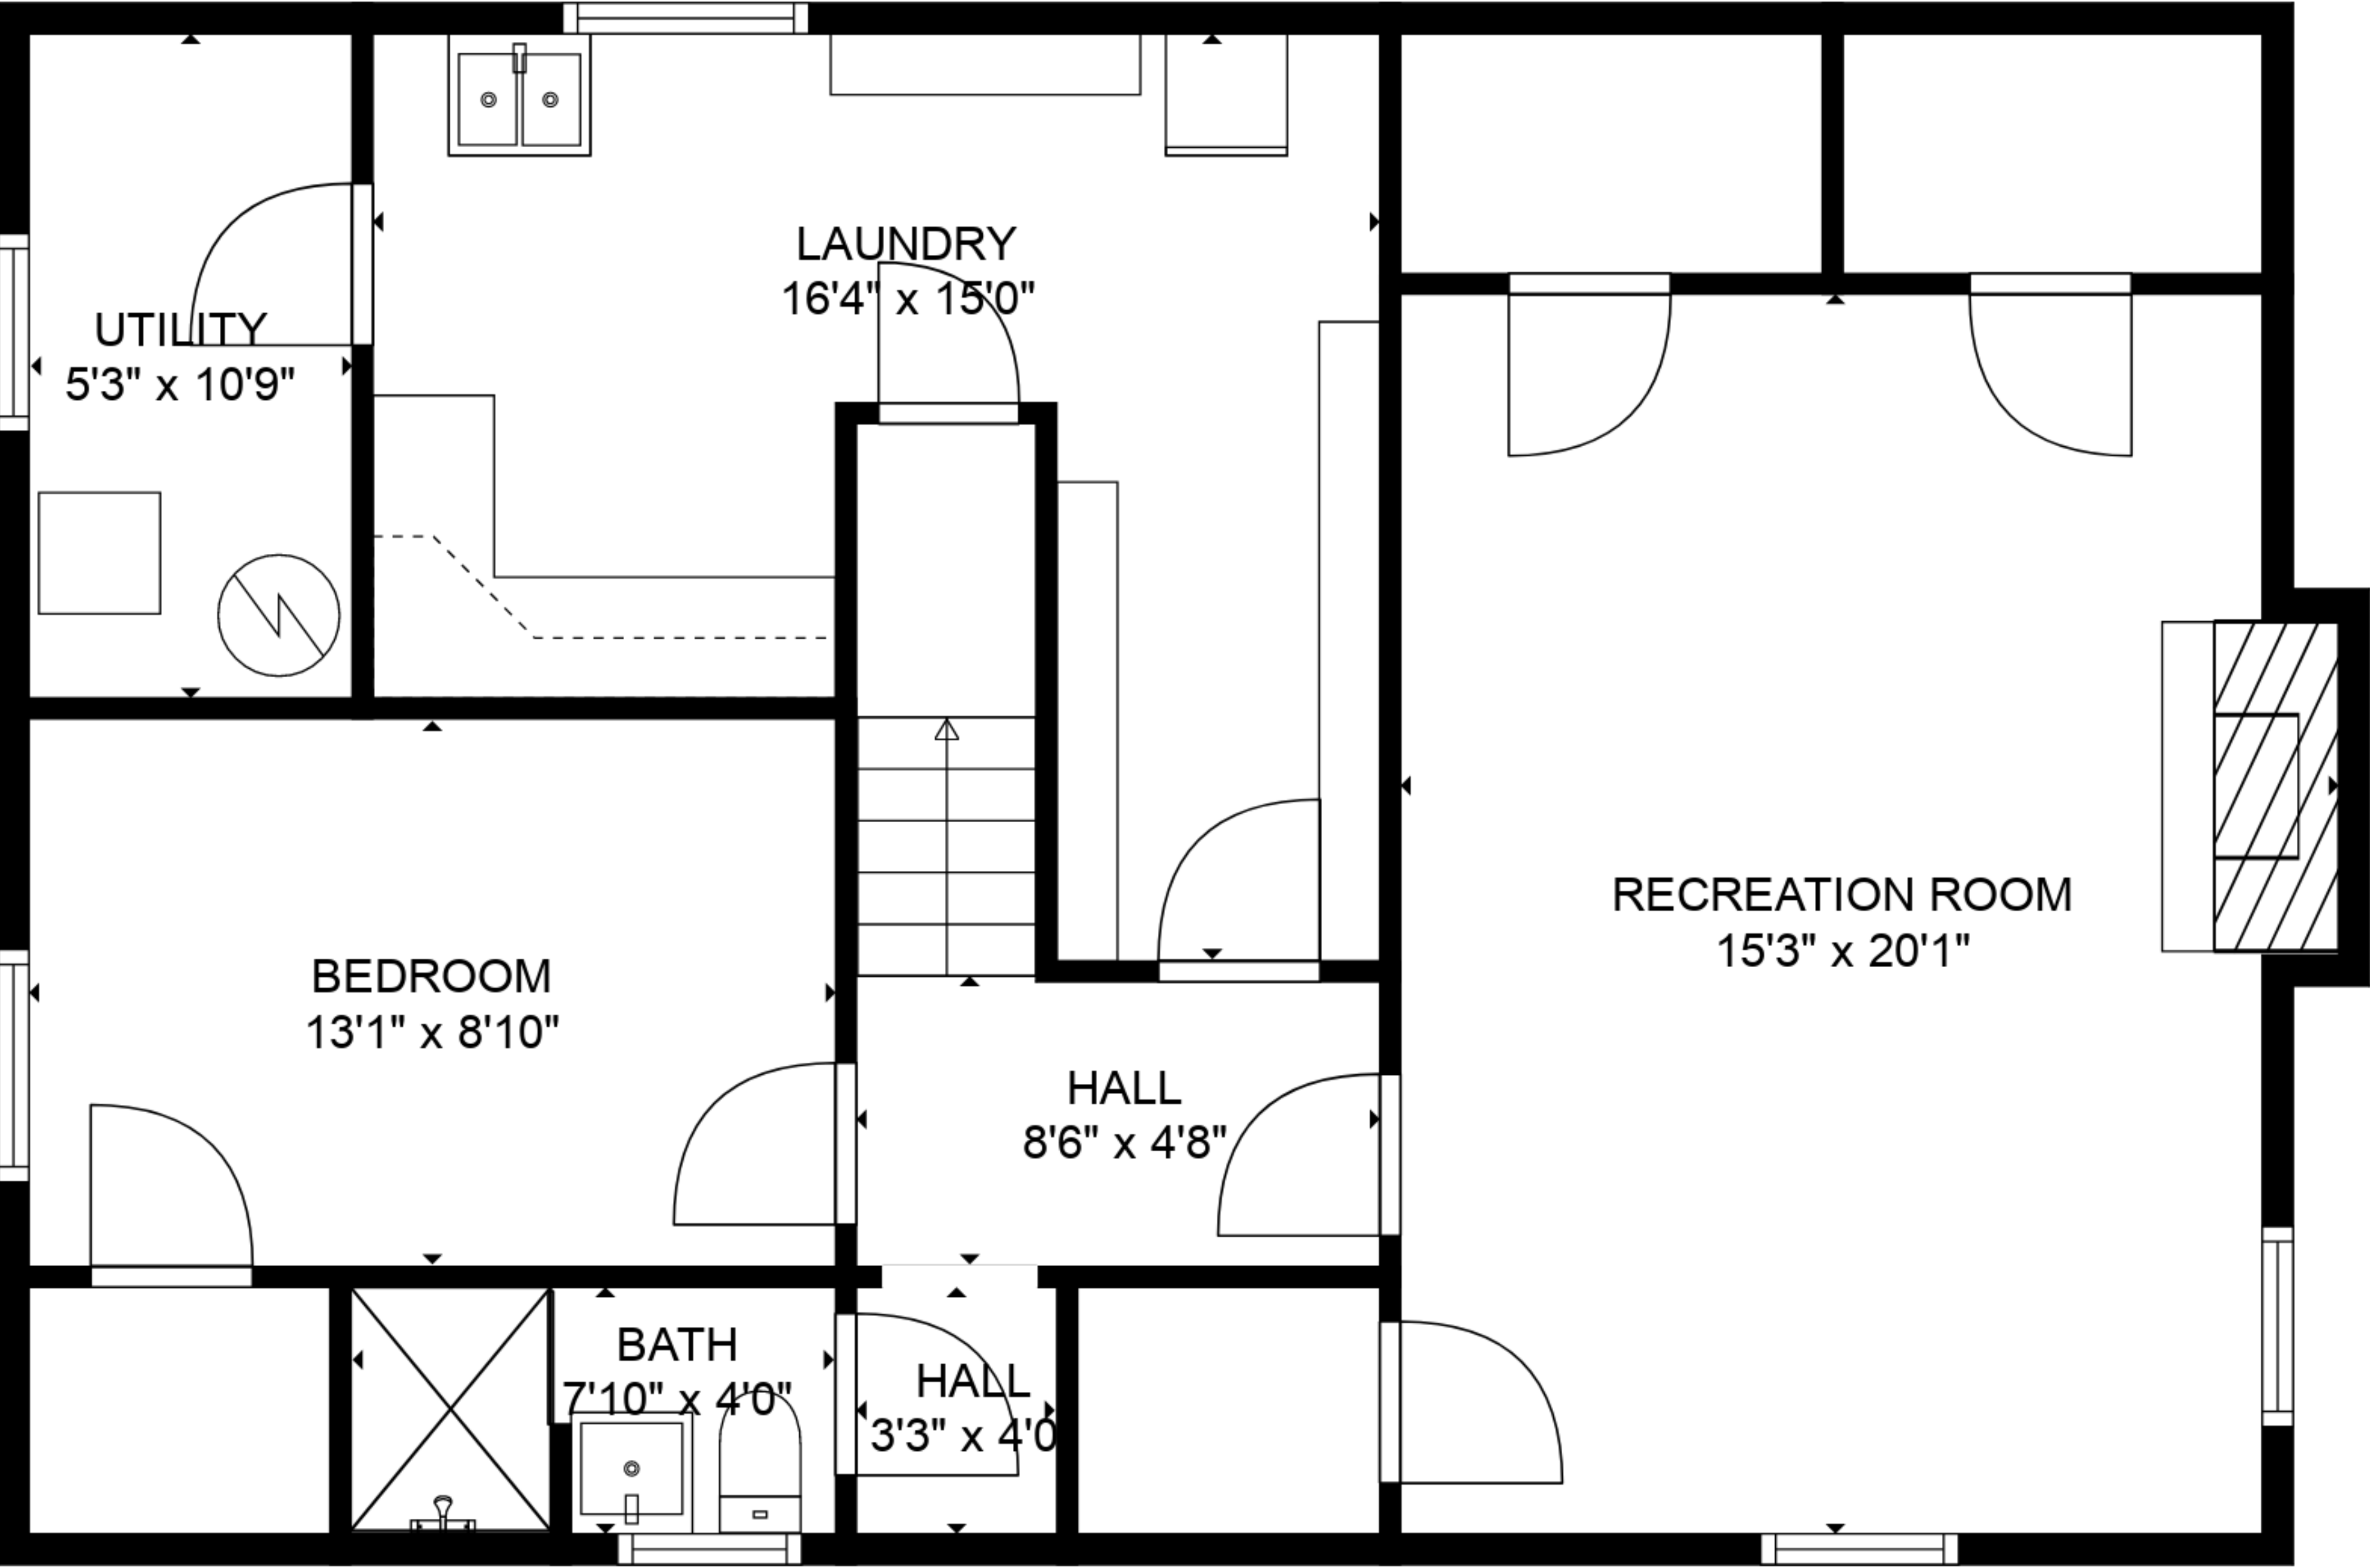 LAUNDRY
16'4" x 15'0"
UTILITY
5'3" x 10'9"
RECREATION ROOM
15'3" x 20'1"
BEDROOM
13'1" x 8'10"
HALL
8'6" x 4'8"
BATH
7'10" x 4'0"
HALL
3'3" x 4'0